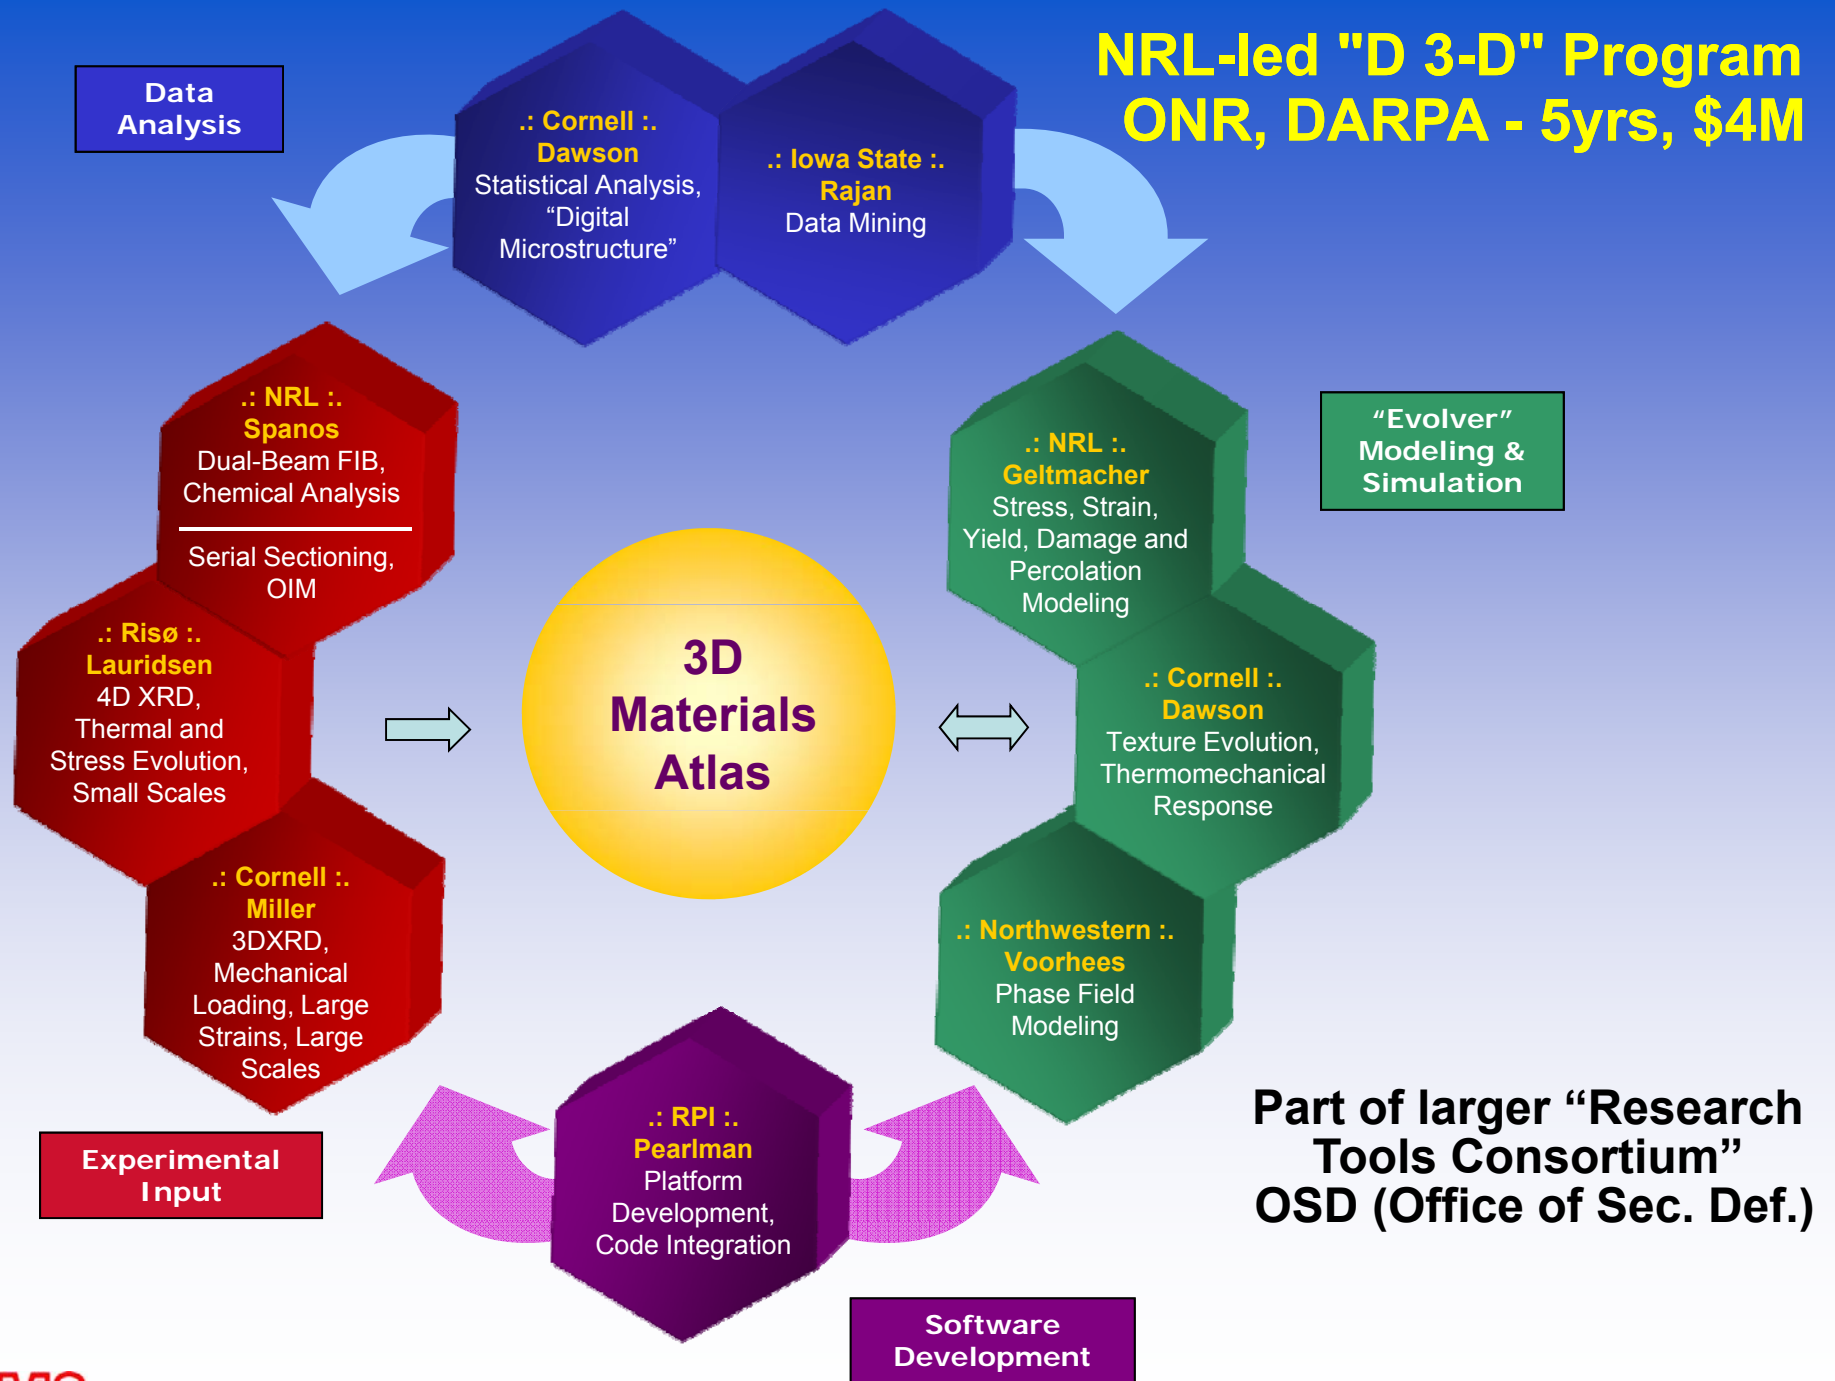 NRL-led "D 3-D" Program
ONR, DARPA - 5yrs, $4M
Data
Analysis
.: Cornell :.
Dawson
Statistical Analysis,
“Digital
Microstructure”
.: Iowa State :.
Rajan
Data Mining
.: NRL :.
Spanos
Dual-Beam FIB,
Chemical Analysis
Serial Sectioning,
OIM
.: Risø :.
Lauridsen
4D XRD,
Thermal and
Stress Evolution,
Small Scales
.: Cornell :.
Miller
3DXRD,
Mechanical
Loading, Large
Strains, Large
Scales
Experimental
Input
3D
Materials
Atlas
.: NRL :.
Geltmacher
Stress, Strain,
Yield, Damage and
Percolation
Modeling
“Evolver”
Modeling &
Simulation
.: Cornell :.
Dawson
Texture Evolution,
Thermomechanical
Response
.: Northwestern :.
Voorhees
Phase Field
Modeling
.: RPI :.
Pearlman
Platform
Development,
Code Integration
Software
Development
Part of larger “Research
Tools Consortium”
OSD (Office of Sec. Def.)